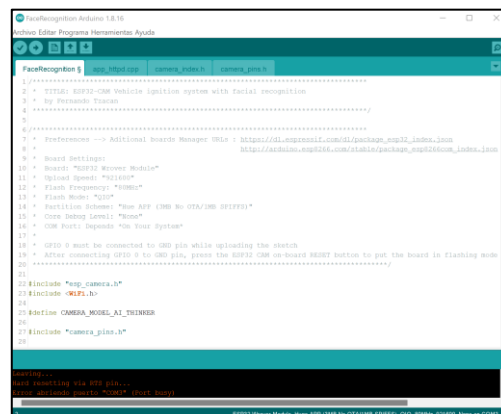 FaceRecognitron Arduino 1.8.16
Archivo Editar Programa Herramientas Ayuda
FaceRecognition § app_httpd.cpp camera_index.h camera_pins.h
1 /*******************************************************************
2 * TITLE: ESP32-CAM Vehicle ignition system with facial recognition
3 * by Fernando Tuscan
4 *******************************************************************/
5
6 /*******************************************************************
7 * Preferences --> Aditional boards Manager URLs : https://dl.espressif.com/dl/package_esp32_index.json
8 * http://arduino.esp8266.com/stable/package_esp8266com_index.json
9 * Board Settings:
10 * Board: "ESP32 Wrover Module"
11 * Upload Speed: "921600"
12 * Flash Frequency: "80MHz"
13 * Flash Mode: "QIO"
14 * Partition Scheme: "Hue APP (3MB No OTA/1MB SPIFFS)"
15 * Core Debug Level: "None"
16 * COM Port: Depends *On Your System*
17 *
18 * GPIO 0 must be connected to GND pin while uploading the sketch
19 * After connecting GPIO 0 to GND pin, press the ESP32 CAM on-board RESET button to put the board in flashing mode
20 *******************************************************************/
21
22 #include "esp_camera.h"
23 #include <WiFi.h>
24
25 #define CAMERA_MODEL_AI_THINKER
26
27 #include "camera_pins.h"
28
Leaving...
Hard resetting via RTS pin...
Error abriendo puerto "COM3" (Port busy)